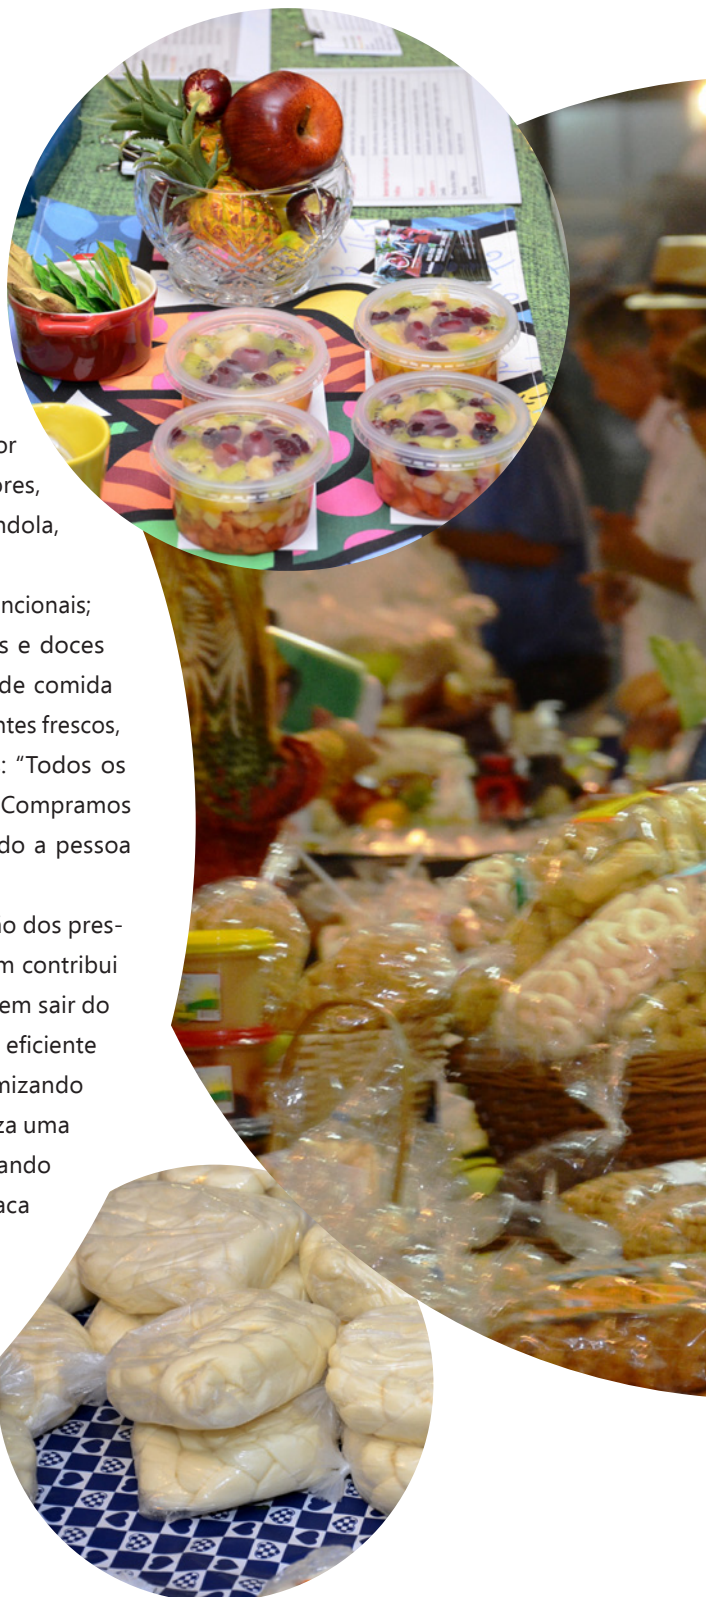 or
ores,
ndola,
ncionais;
s e doces
de comida
ntes frescos,
: “Todos os
Compramos
do a pessoa
o dos pres-
m contribui
em sair do
eficiente
mizando
za uma
ando
aca